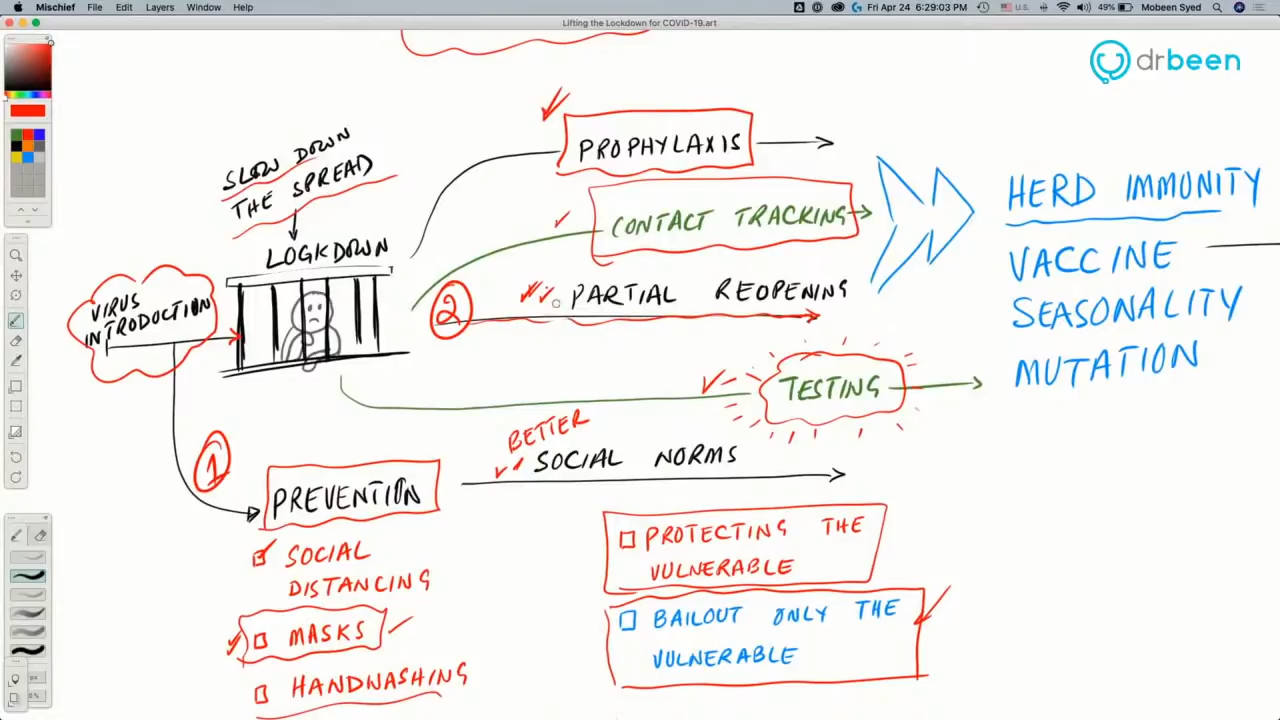 Mischief File Edit Layers Window Help
U.S. 49% Fri Apr 24 6:29:03 PM Mobeen Syed
Lifting the Lockdown for COVID-19.art
drbeen
SLOW DOWN
THE SPREAD
LOCKDOWN
VIRUS
INTRODUCTION
PROPHYLAXIS
CONTACT TRACKING
2
PARTIAL REOPENING
TESTING
HERD IMMUNITY
VACCINE
SEASONALITY
MUTATION
1
PREVENTION
SOCIAL
DISTANCING
MASKS
HANDWASHING
BETTER
SOCIAL NORMS
PROTECTING THE
VULNERABLE
BAILOUT ONLY THE
VULNERABLE